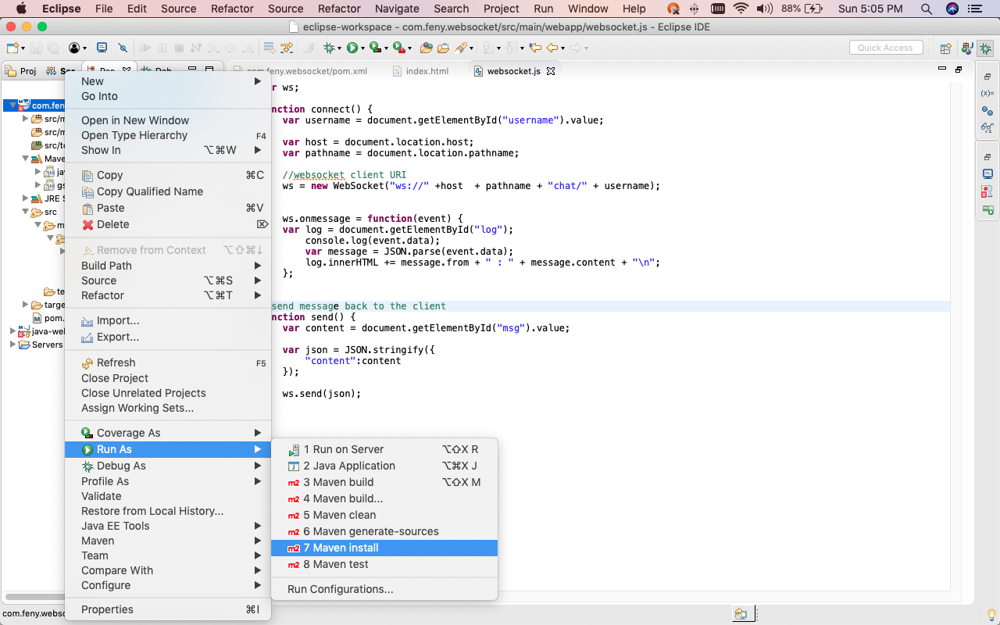 Eclipse File Edit Source Refactor Source Refactor Navigate Search Project Run Window Help 88% Sun 5:05 PM
eclipse-workspace - com.feny.websocket/src/main/webapp/websocket.js - Eclipse IDE
Quick Access
Proj Ser Deb com.feny.websocket/pom.xml index.html websocket.js
com.fen
src/m
src/m
src/te
Mave
JRE S
src
m
te
targe
pom.
java-wel
Servers
New
Go Into
Open in New Window
Open Type Hierarchy F4
Show In ⌥⌘W
Copy ⌘C
Copy Qualified Name
Paste ⌘V
Delete ⌦
Remove from Context ⌥⇧⌘↓
Build Path
Source ⌥⌘S
Refactor ⌥⌘T
Import...
Export...
Refresh F5
Close Project
Close Unrelated Projects
Assign Working Sets...
Coverage As
Run As
Debug As
Profile As
Validate
Restore from Local History...
Java EE Tools
Maven
Team
Compare With
Configure
Properties ⌘I
1 Run on Server ⌥⇧X R
2 Java Application ⌥⌘X J
3 Maven build ⌥⇧X M
4 Maven build...
5 Maven clean
6 Maven generate-sources
7 Maven install
8 Maven test
Run Configurations...
r ws;
nction connect() {
var username = document.getElementById("username").value;
var host = document.location.host;
var pathname = document.location.pathname;
//websocket client URI
ws = new WebSocket("ws://" +host  + pathname + "chat/" + username);
ws.onmessage = function(event) {
var log = document.getElementById("log");
console.log(event.data);
var message = JSON.parse(event.data);
log.innerHTML += message.from + " : " + message.content + "\n";
};
send message back to the client
nction send() {
var content = document.getElementById("msg").value;
var json = JSON.stringify({
"content":content
});
ws.send(json);
com.feny.webso